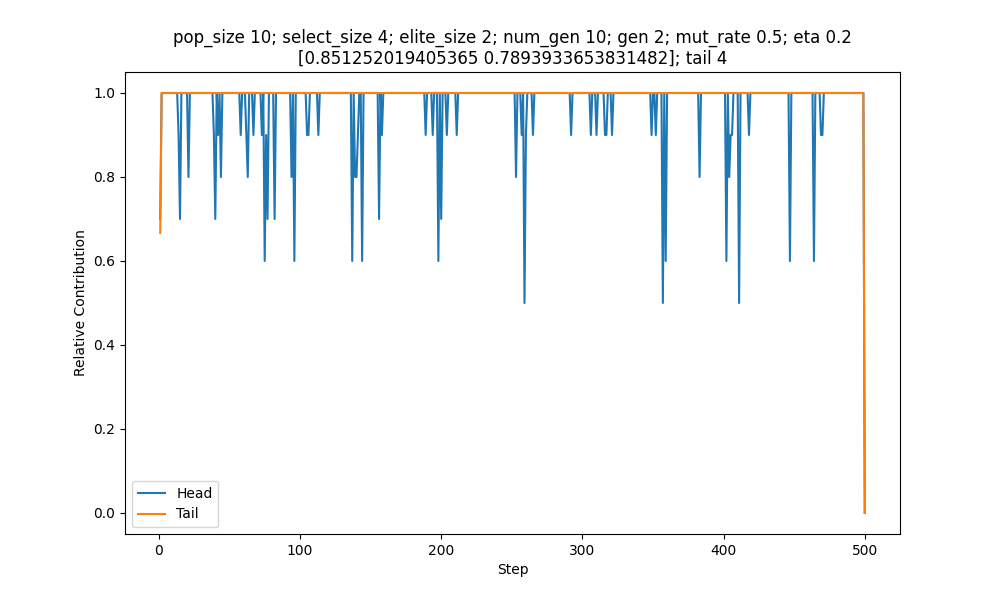 pop_size 10; select_size 4; elite_size 2; num_gen 10; gen 2; mut_rate 0.5; eta 0.2
[0.851252019405365 0.7893933653831482]; tail 4
1.0
0.8
0.6
0.4
0.2
0.0
Relative Contribution
Head
Tail
0
100
200
300
400
500
Step